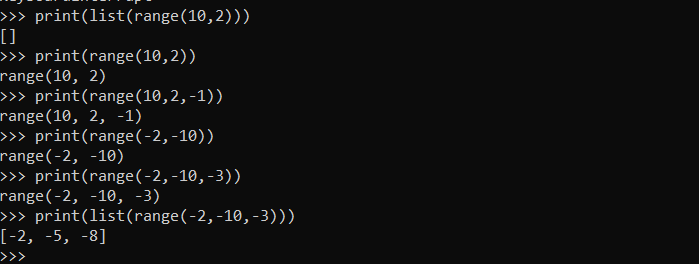 >>> print(list(range(10,2)))
[]
>>> print(range(10,2))
range(10, 2)
>>> print(range(10,2,-1))
range(10, 2, -1)
>>> print(range(-2,-10))
range(-2, -10)
>>> print(range(-2,-10,-3))
range(-2, -10, -3)
>>> print(list(range(-2,-10,-3)))
[-2, -5, -8]
>>>